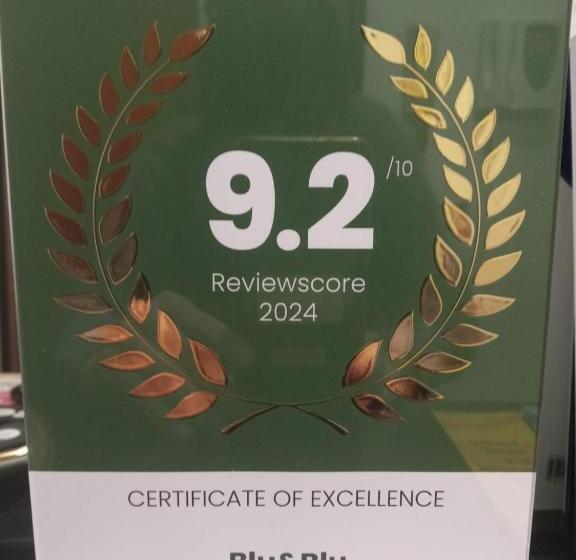 9.2 /10
Reviewscore
2024
CERTIFICATE OF EXCELLENCE